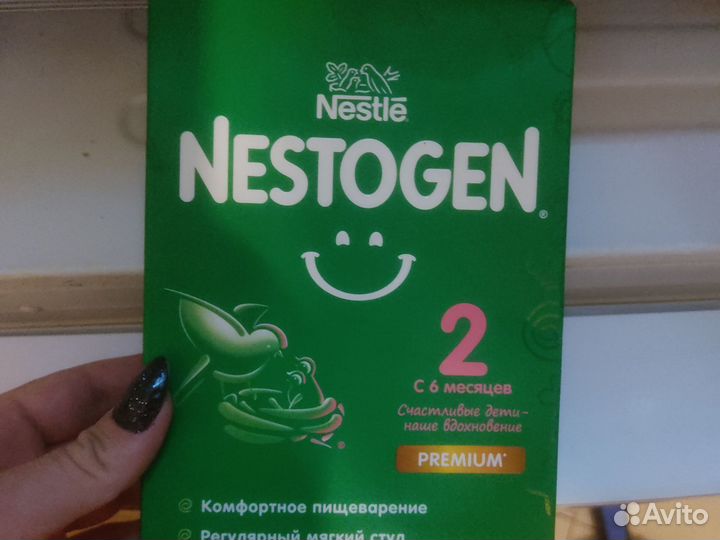 Nestlé
NESTOGEN®
2
С 6 месяцев
Счастливые дети -
наше вдохновение
PREMIUM*
Комфортное пищеварение
Регулярный мягкий стул
Avito